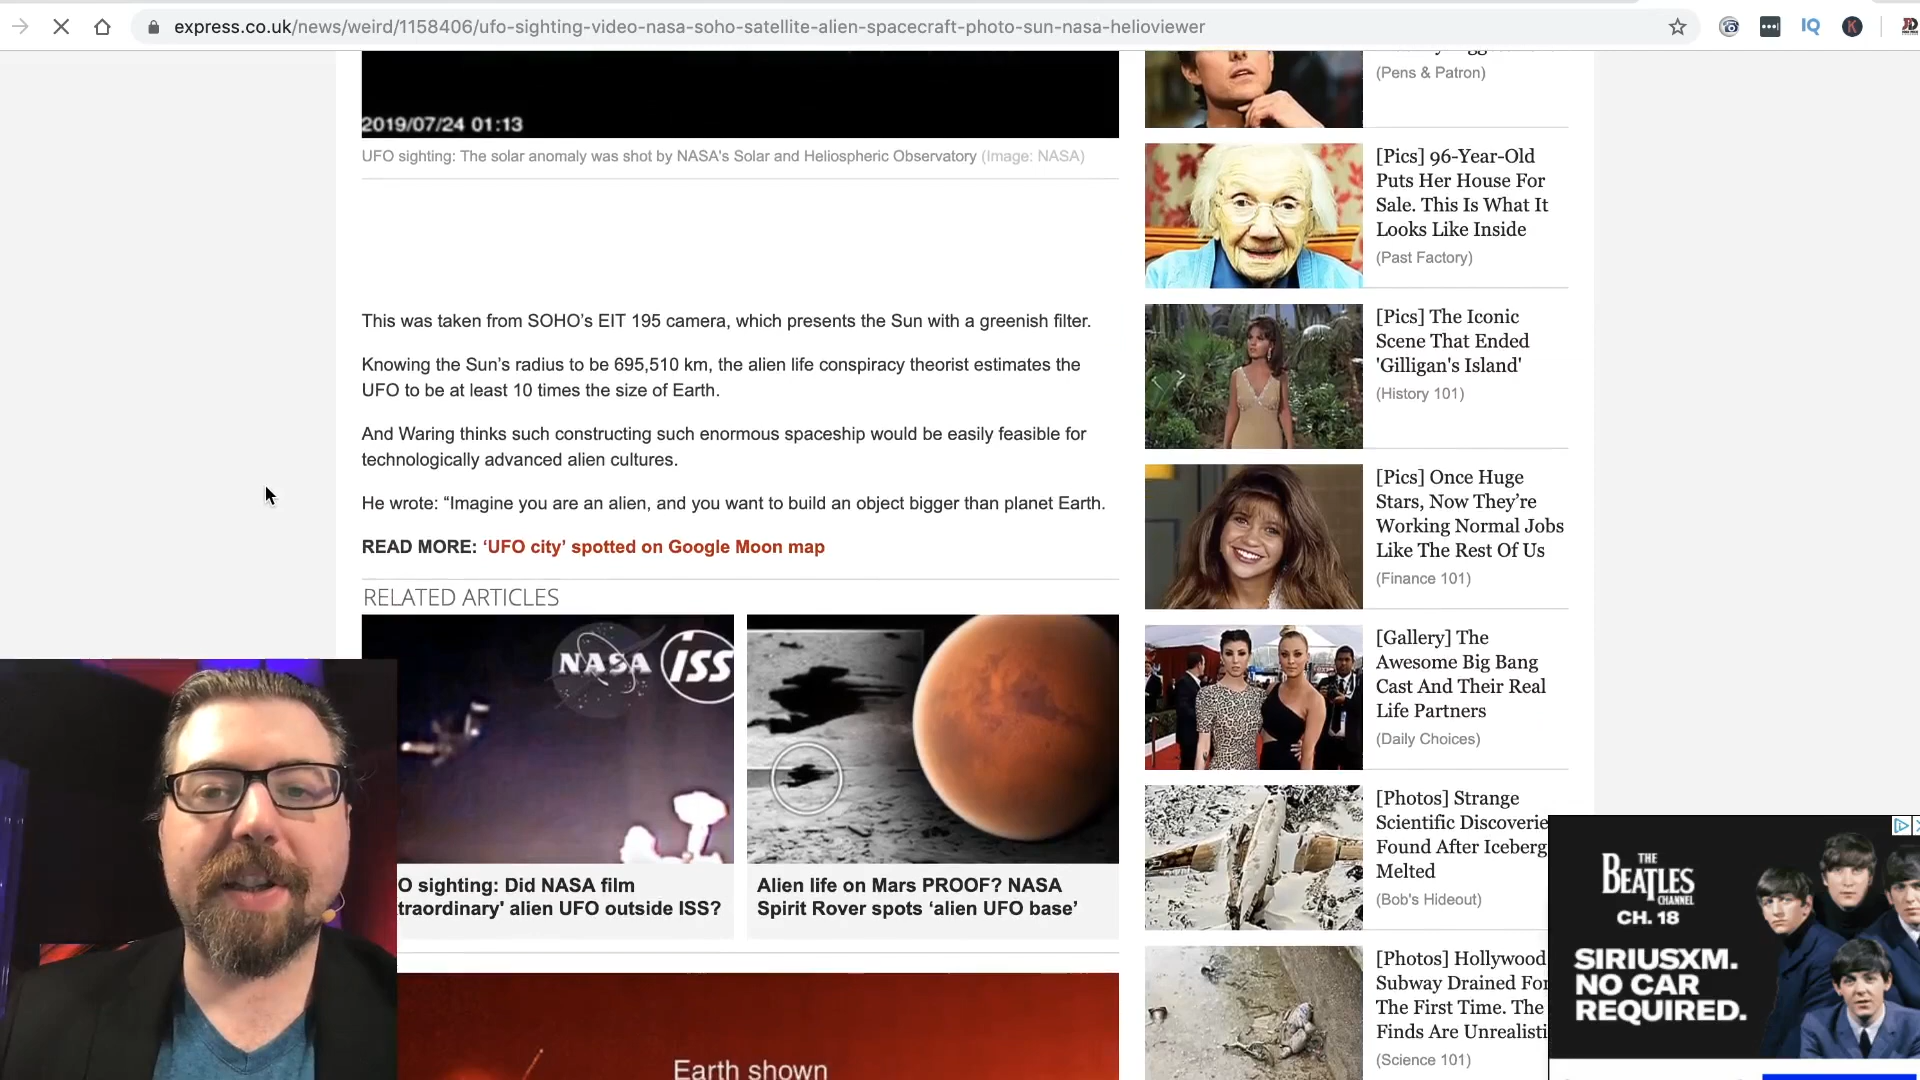 express.co.uk/news/weird/1158406/ufo-sighting-video-nasa-soho-satellite-alien-spacecraft-photo-sun-nasa-helioviewer
IQ
K
2019/07/24 01:13
UFO sighting: The solar anomaly was shot by NASA's Solar and Heliospheric Observatory (Image: NASA)
This was taken from SOHO’s EIT 195 camera, which presents the Sun with a greenish filter.
Knowing the Sun’s radius to be 695,510 km, the alien life conspiracy theorist estimates the
UFO to be at least 10 times the size of Earth.
And Waring thinks such constructing such enormous spaceship would be easily feasible for
technologically advanced alien cultures.
He wrote: “Imagine you are an alien, and you want to build an object bigger than planet Earth.
READ MORE: ‘UFO city’ spotted on Google Moon map
RELATED ARTICLES
NASA
ISS
O sighting: Did NASA film
traordinary' alien UFO outside ISS?
Alien life on Mars PROOF? NASA
Spirit Rover spots ‘alien UFO base’
Earth shown
(Pens & Patron)
[Pics] 96-Year-Old
Puts Her House For
Sale. This Is What It
Looks Like Inside
(Past Factory)
[Pics] The Iconic
Scene That Ended
'Gilligan's Island'
(History 101)
[Pics] Once Huge
Stars, Now They’re
Working Normal Jobs
Like The Rest Of Us
(Finance 101)
[Gallery] The
Awesome Big Bang
Cast And Their Real
Life Partners
(Daily Choices)
[Photos] Strange
Scientific Discoverie
Found After Iceberg
Melted
(Bob's Hideout)
[Photos] Hollywood
Subway Drained For
The First Time. The
Finds Are Unrealisti
(Science 101)
THE
BEATLES
CHANNEL
CH. 18
SIRIUSXM.
NO CAR
REQUIRED.